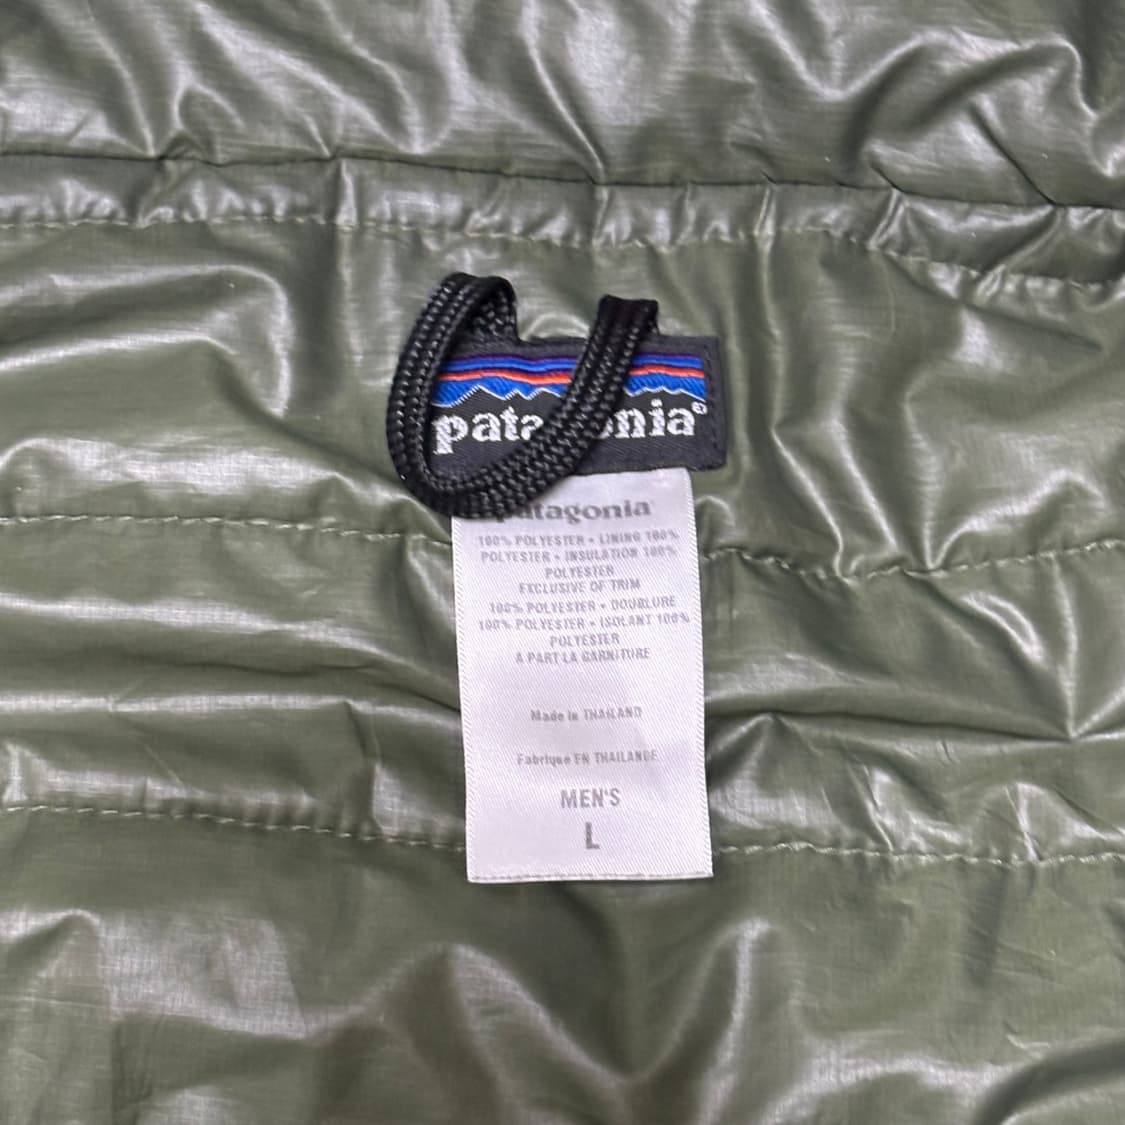 patagonia®
patagonia
100% POLYESTER • LINING 100%
POLYESTER • INSULATION 100%
POLYESTER
EXCLUSIVE OF TRIM
100% POLYESTER • DOUBLURE
100% POLYESTER • ISOLANT 100%
POLYESTER
A PART LA GARNITURE
Made in THAILAND
Fabrique EN THAILANDE
MEN'S
L